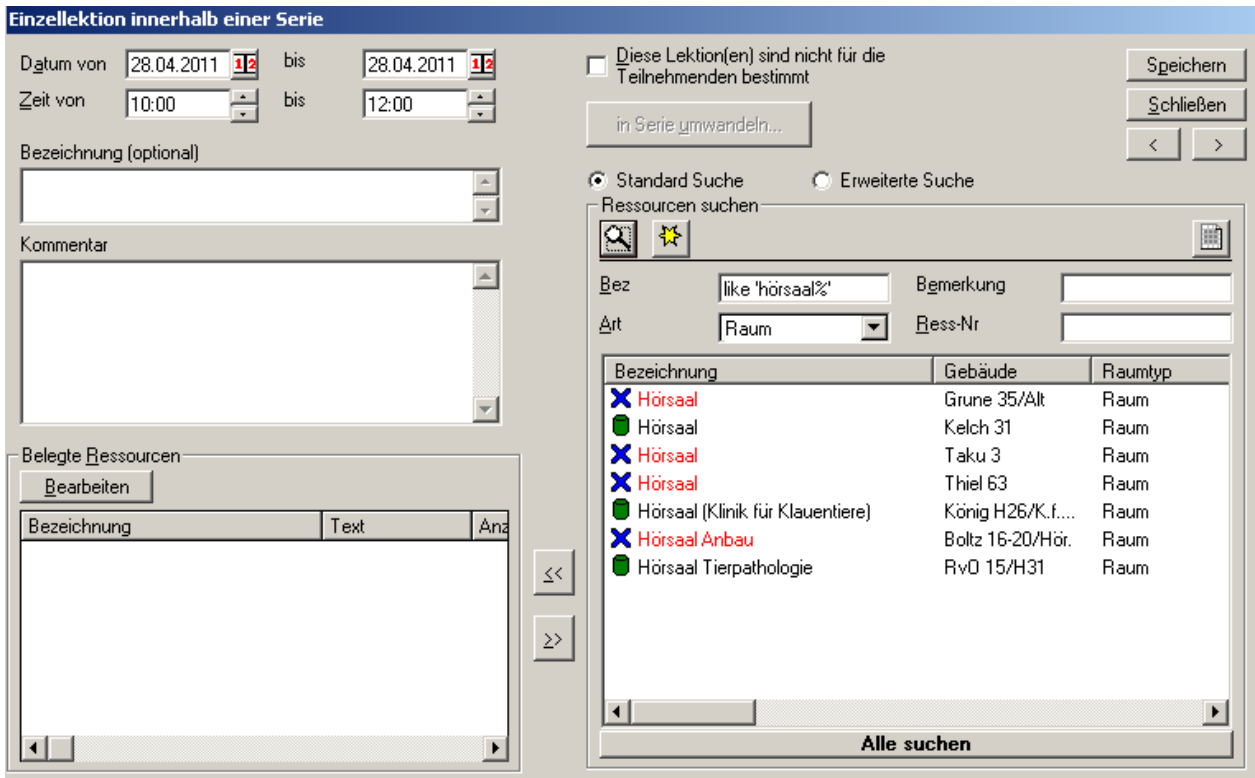 Einzellektion innerhalb einer Serie
Datum von 28.04.2011 12 bis 28.04.2011 12
Zeit von 10:00 bis 12:00
Bezeichnung (optional)
Kommentar
Belegte Ressourcen
Bearbeiten
Bezeichnung Text Anz
<<
>>
Diese Lektion(en) sind nicht für die
Teilnehmenden bestimmt
in Serie umwandeln...
Speichern
Schließen
< >
Standard Suche Erweiterte Suche
Ressourcen suchen
Bez like 'hörsaal%' Bemerkung
Art Raum Ress-Nr
Bezeichnung Gebäude Raumtyp
Hörsaal Grune 35/Alt Raum
Hörsaal Kelch 31 Raum
Hörsaal Taku 3 Raum
Hörsaal Thiel 63 Raum
Hörsaal (Klinik für Klauentiere) König H26/K.f.... Raum
Hörsaal Anbau Boltz 16-20/Hör. Raum
Hörsaal Tierpathologie RvO 15/H31 Raum
Alle suchen